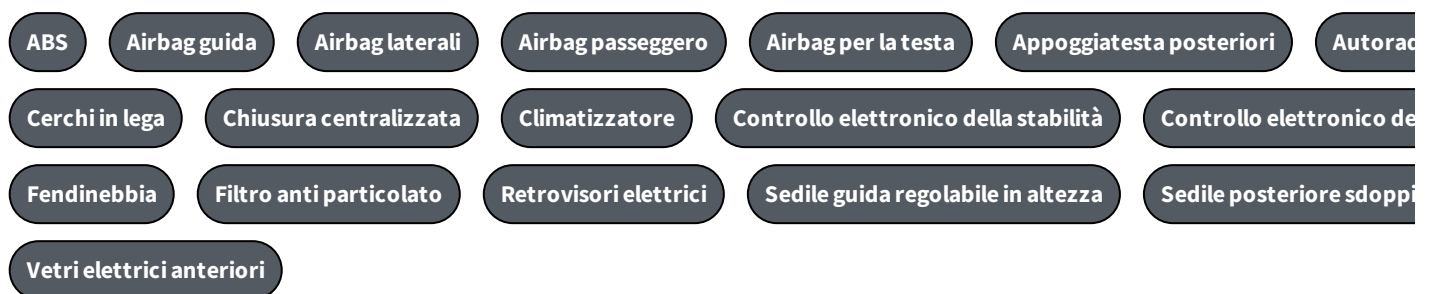 ABS Airbag guida Airbag laterali Airbag passeggero Airbag per la testa Appoggiatesta posteriori
Cerchi in lega Chiusura centralizzata Climatizzatore Controllo elettronico della stabilità Controllo elettronico
Fendinebbia Filtro anti particolato Retrovisori elettrici Sedile guida regolabile in altezza Sedile posteriore
Vetri elettrici anteriori